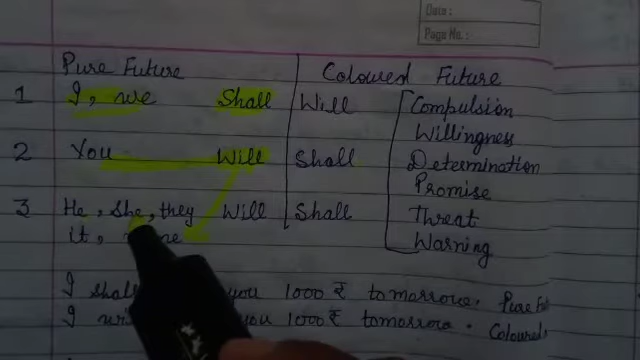 Date :
Page No. :
Pure Future Coloured Future
1 I, we Shall Will Compulsion
Willingness
2 You Will Shall Determination
Promise
3 He, She, they Will Shall Threat
it, Warning
I shall you 1000 ₹ tomorrow. Pure
I you 1000 ₹ tomorrow. Coloured